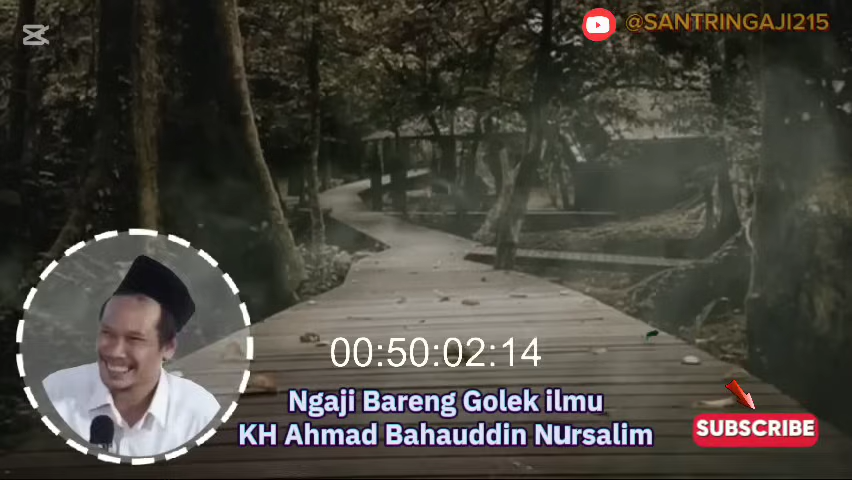 @SANTRINGAJI215
00:50:02:14
Ngaji Bareng Golek ilmu
KH Ahmad Bahauddin Nursalim
SUBSCRIBE